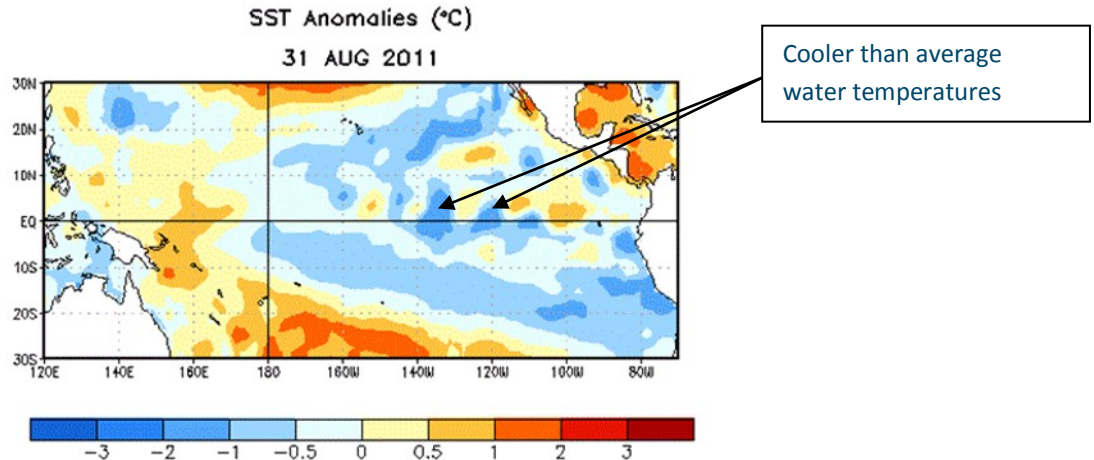 SST Anomalies (°C)
31 AUG 2011
Cooler than average
water temperatures
30N
20N
10N
EQ
10S
20S
30S
120E 140E 160E 180 160W 140W 120W 100W 80W
-3 -2 -1 -0.5 0 0.5 1 2 3